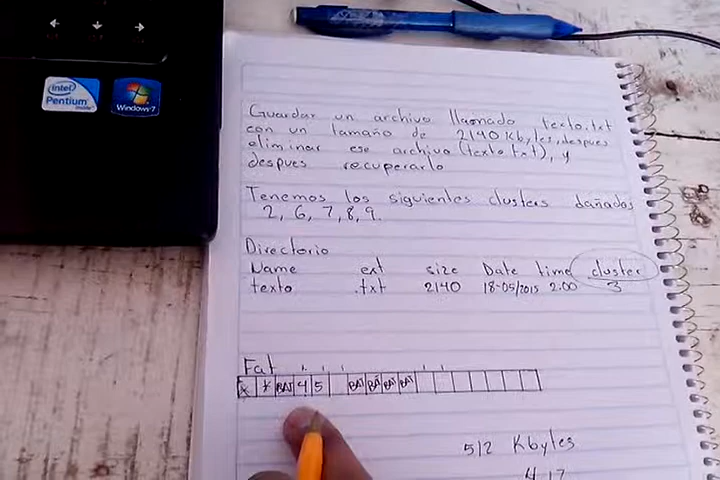 intel
Pentium
inside
Windows 7
Guardar un archivo llamado texto.txt
con un tamaño de 2140 Kbytes, despues
eliminar ese archivo (texto.txt), y
despues recuperarlo
Tenemos los siguientes clusters dañados
2, 6, 7, 8, 9.
Directorio
Name ext size Date time cluster
texto .txt 2140 18-05/2015 2:00 3
Fat
* * BAT 4 5 BAT BAT BAT BAT
512 Kbytes
4.17